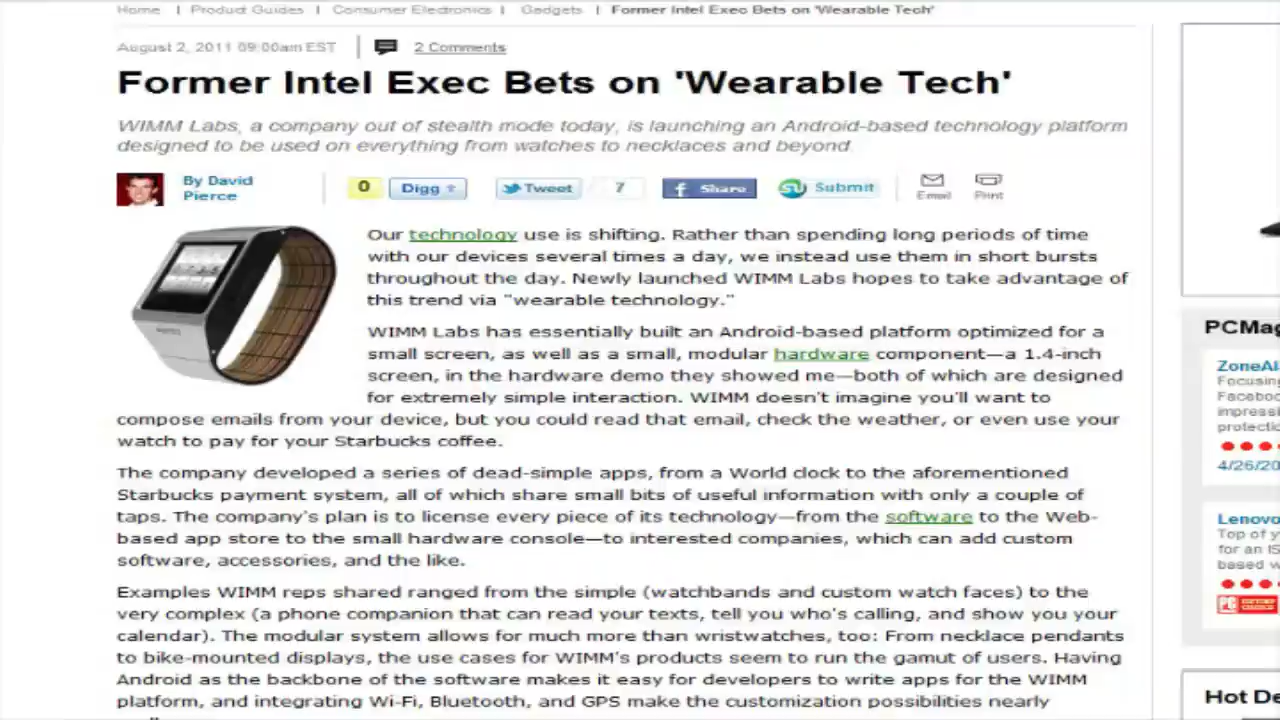 Home | Product Guides | Consumer Electronics | Gadgets | Former Intel Exec Bets on 'Wearable Tech'
August 2, 2011 09:00am EST | 2 Comments
Former Intel Exec Bets on 'Wearable Tech'
WIMM Labs, a company out of stealth mode today, is launching an Android-based technology platform
designed to be used on everything from watches to necklaces and beyond
By David
Pierce
0 Digg Tweet 7 Share Submit Email Print
Our technology use is shifting. Rather than spending long periods of time
with our devices several times a day, we instead use them in short bursts
throughout the day. Newly launched WIMM Labs hopes to take advantage of
this trend via "wearable technology."
WIMM Labs has essentially built an Android-based platform optimized for a
small screen, as well as a small, modular hardware component—a 1.4-inch
screen, in the hardware demo they showed me—both of which are designed
for extremely simple interaction. WIMM doesn't imagine you'll want to
compose emails from your device, but you could read that email, check the weather, or even use your
watch to pay for your Starbucks coffee.
The company developed a series of dead-simple apps, from a World clock to the aforementioned
Starbucks payment system, all of which share small bits of useful information with only a couple of
taps. The company's plan is to license every piece of its technology—from the software to the Web-
based app store to the small hardware console—to interested companies, which can add custom
software, accessories, and the like.
Examples WIMM reps shared ranged from the simple (watchbands and custom watch faces) to the
very complex (a phone companion that can read your texts, tell you who's calling, and show you your
calendar). The modular system allows for much more than wristwatches, too: From necklace pendants
to bike-mounted displays, the use cases for WIMM's products seem to run the gamut of users. Having
Android as the backbone of the software makes it easy for developers to write apps for the WIMM
platform, and integrating Wi-Fi, Bluetooth, and GPS make the customization possibilities nearly
PCMag
ZoneAl
Focusing
Facebo
impress
protecti
4/26/20
Lenovo
Top of y
for an IS
based w
PC
Hot De